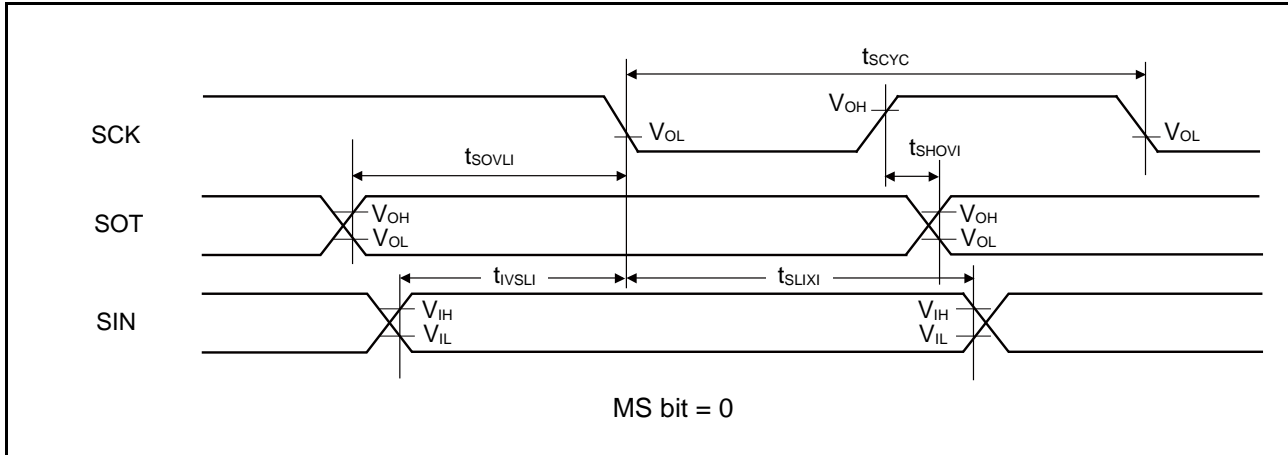 tSCYC
SCK
VOH
VOL
VOL
tSHOVI
tSOVLI
SOT
VOH
VOL
VOH
VOL
tIVSLI
tSLIXI
SIN
VIH
VIL
VIH
VIL
MS bit = 0